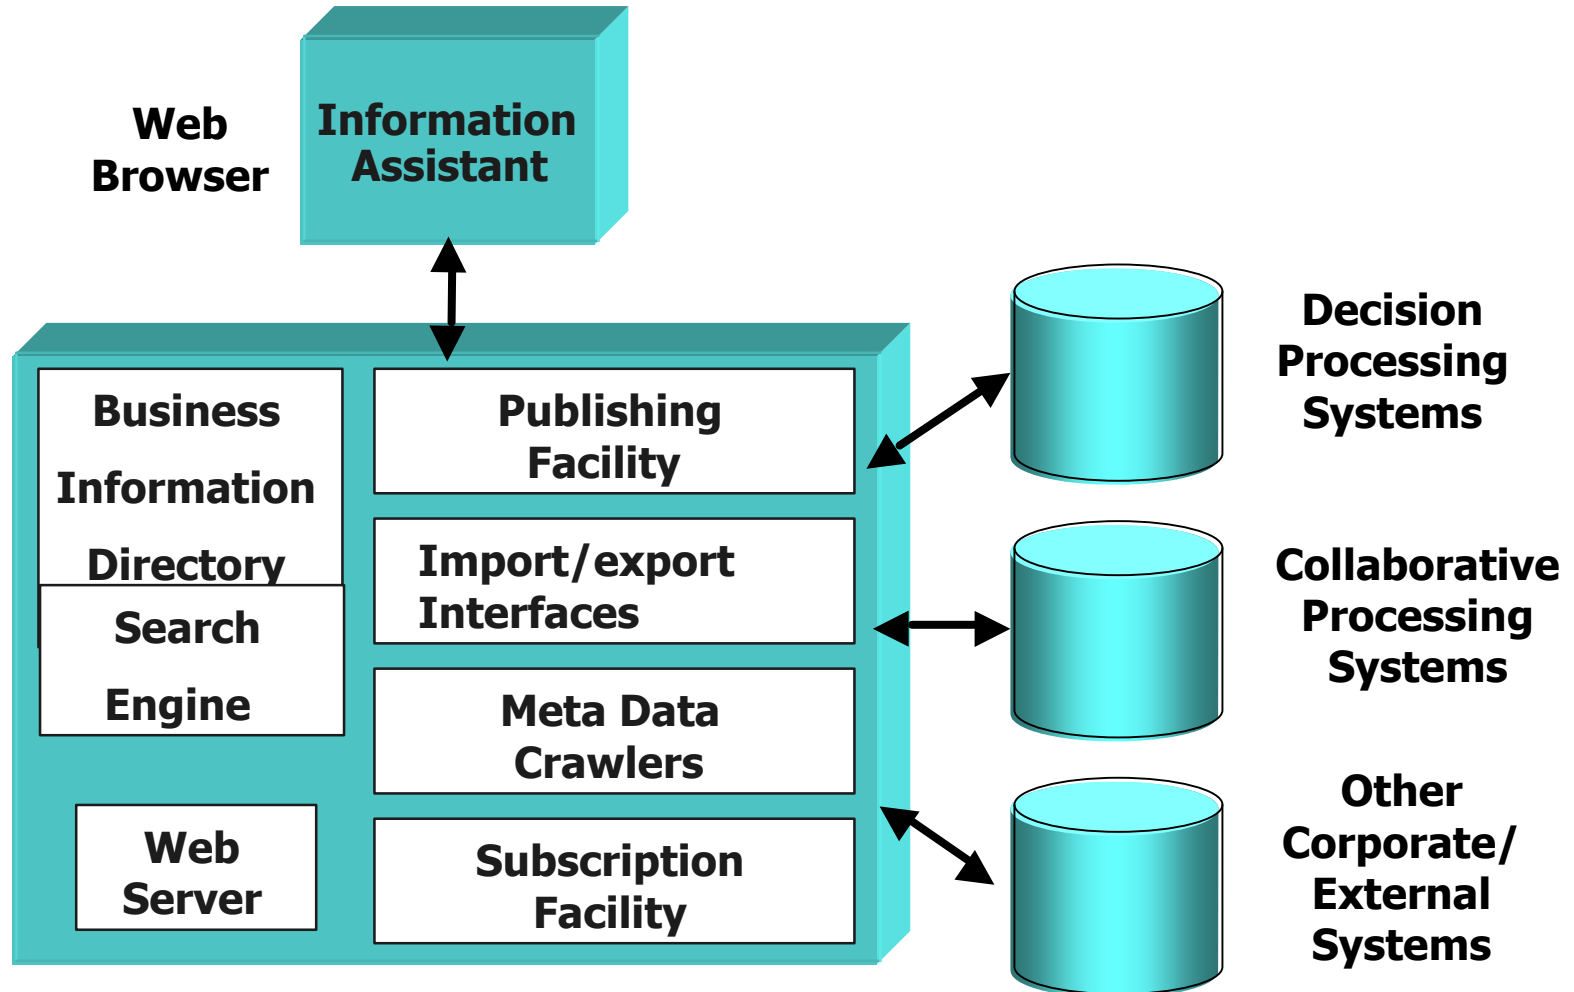 Web
Browser
Information
Assistant
Business
Information
Directory
Search
Engine
Web
Server
Publishing
Facility
Import/export
Interfaces
Meta Data
Crawlers
Subscription
Facility
Decision
Processing
Systems
Collaborative
Processing
Systems
Other
Corporate/
External
Systems